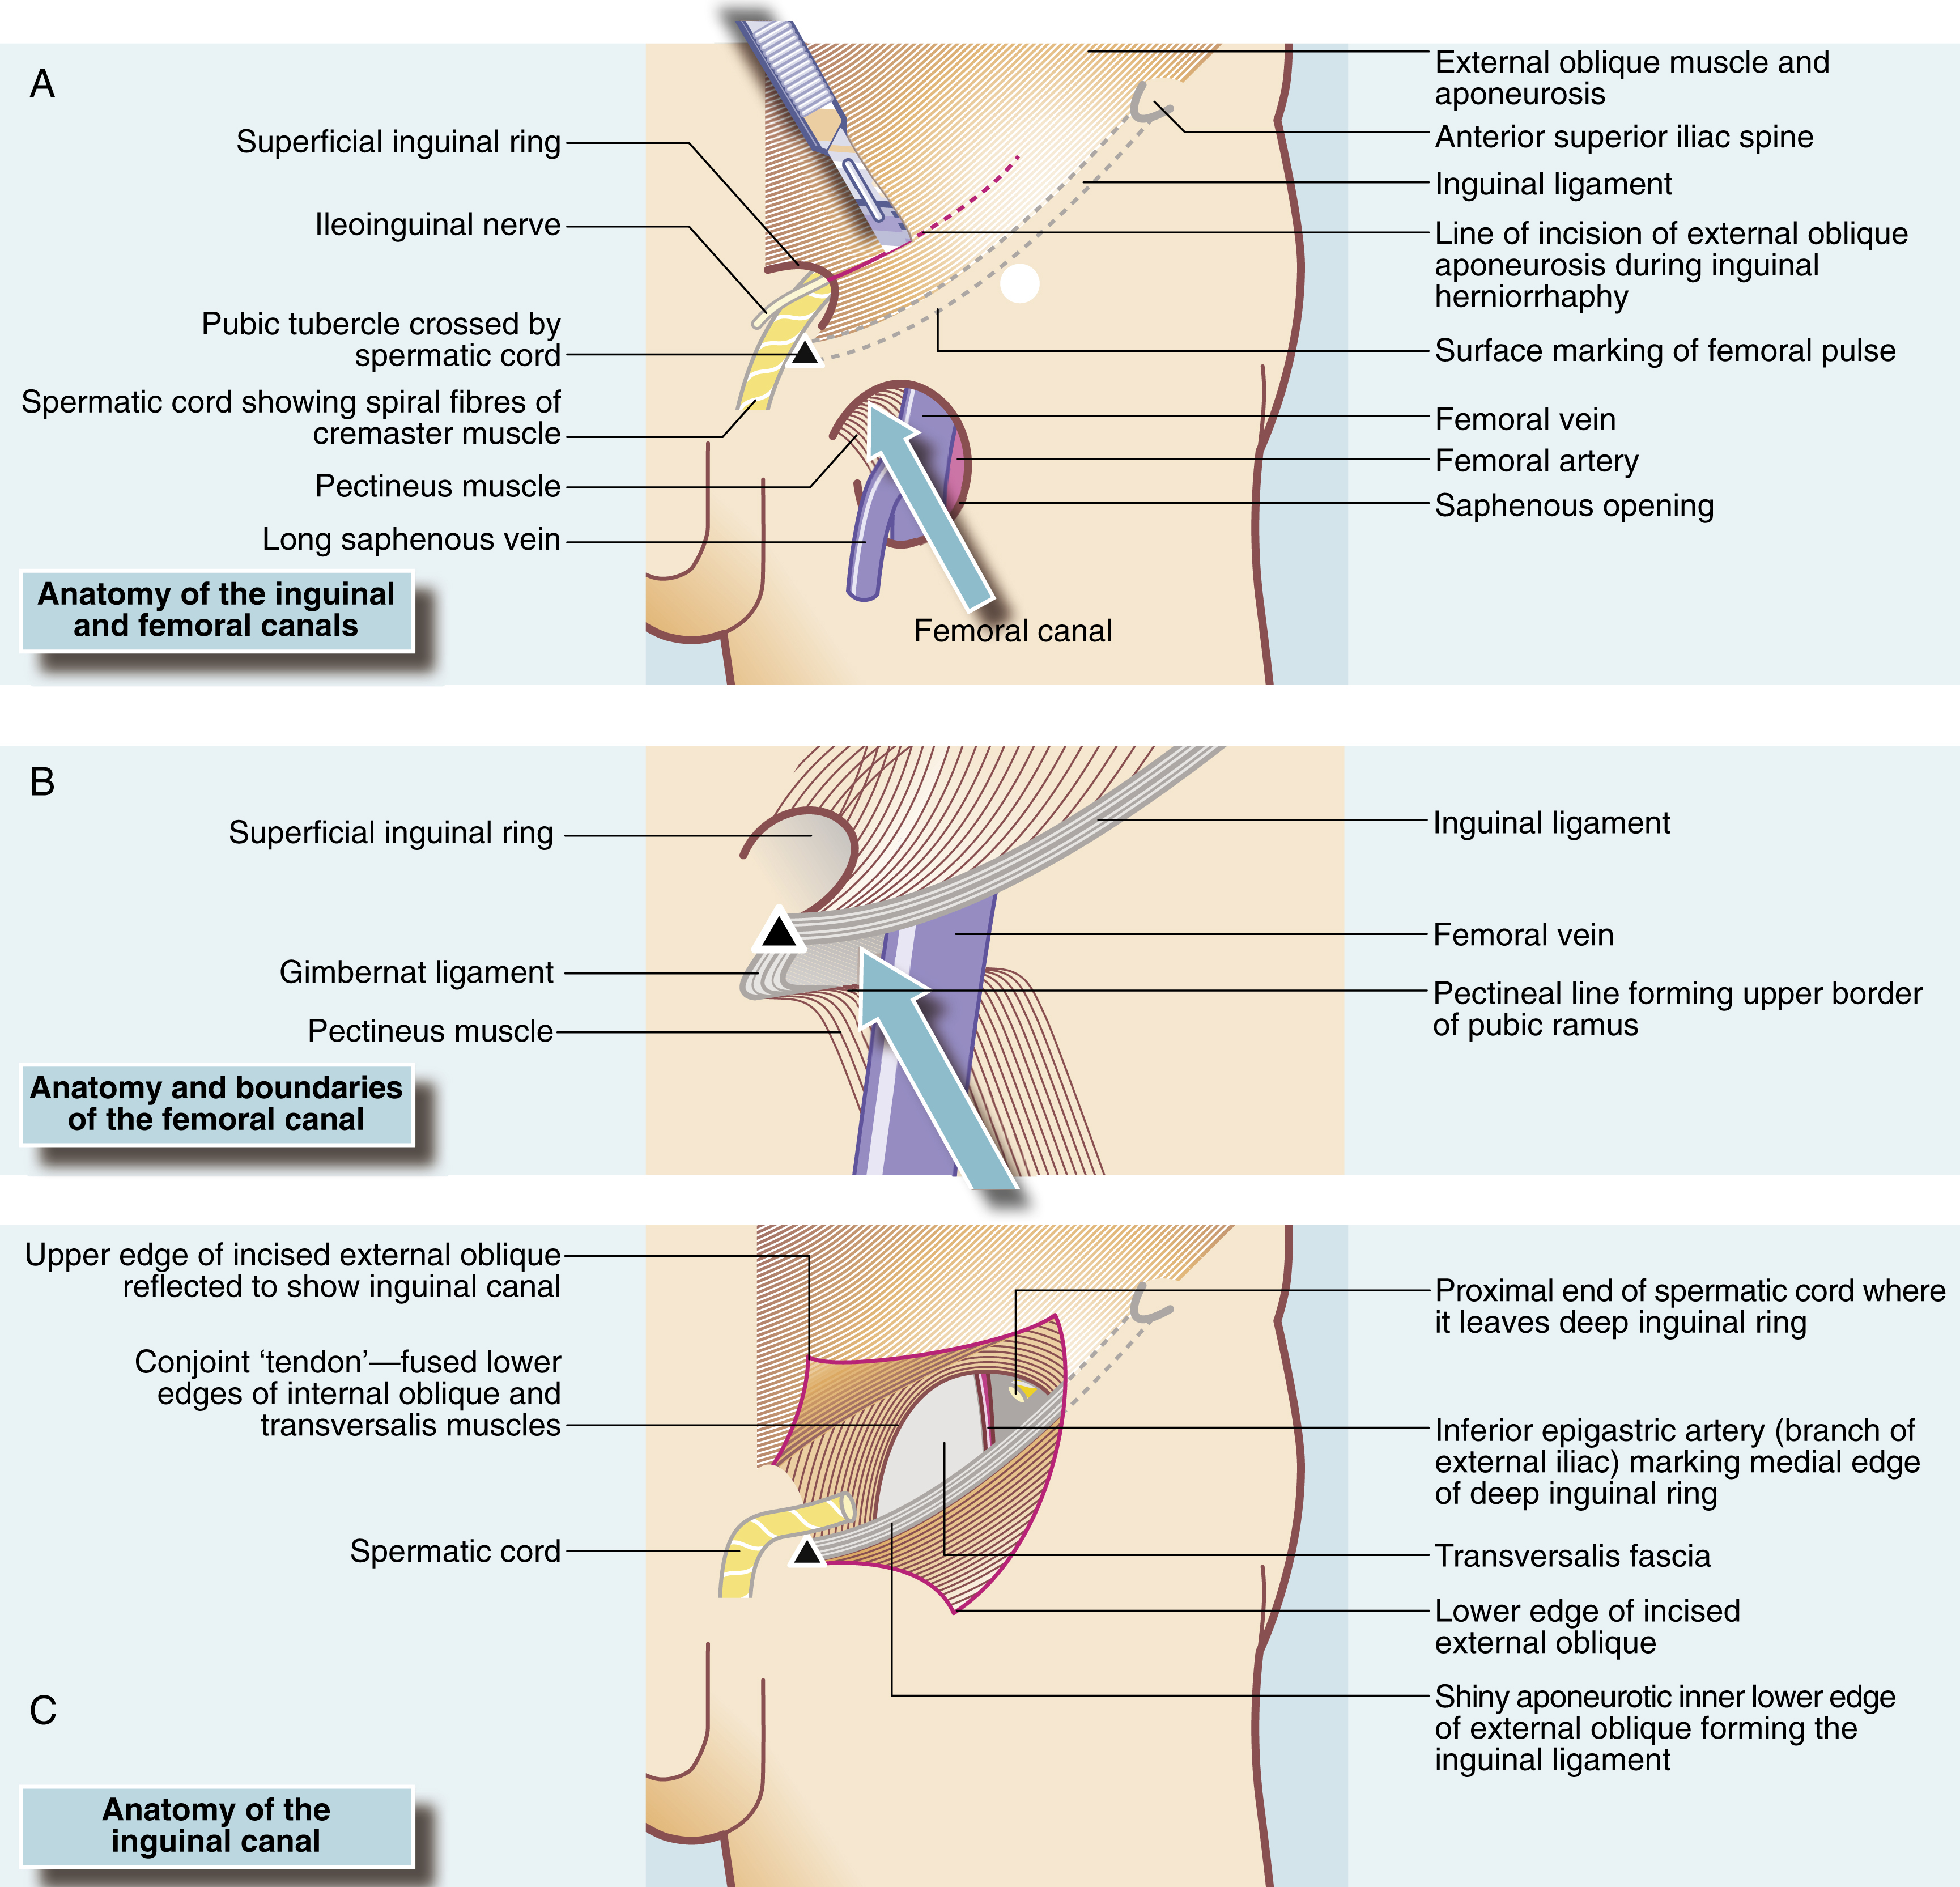 A
Superficial inguinal ring
Ileoinguinal nerve
Pubic tubercle crossed by
spermatic cord
Spermatic cord showing spiral fibres of
cremaster muscle
Pectineus muscle
Long saphenous vein
Anatomy of the inguinal
and femoral canals
External oblique muscle and
aponeurosis
Anterior superior iliac spine
Inguinal ligament
Line of incision of external oblique
aponeurosis during inguinal
herniorrhaphy
Surface marking of femoral pulse
Femoral vein
Femoral artery
Saphenous opening
Femoral canal
B
Superficial inguinal ring
Gimbernat ligament
Pectineus muscle
Anatomy and boundaries
of the femoral canal
Inguinal ligament
Femoral vein
Pectineal line forming upper border
of pubic ramus
Upper edge of incised external oblique
reflected to show inguinal canal
Conjoint ‘tendon’—fused lower
edges of internal oblique and
transversalis muscles
Spermatic cord
C
Anatomy of the
inguinal canal
Proximal end of spermatic cord where
it leaves deep inguinal ring
Inferior epigastric artery (branch of
external iliac) marking medial edge
of deep inguinal ring
Transversalis fascia
Lower edge of incised
external oblique
Shiny aponeurotic inner lower edge
of external oblique forming the
inguinal ligament